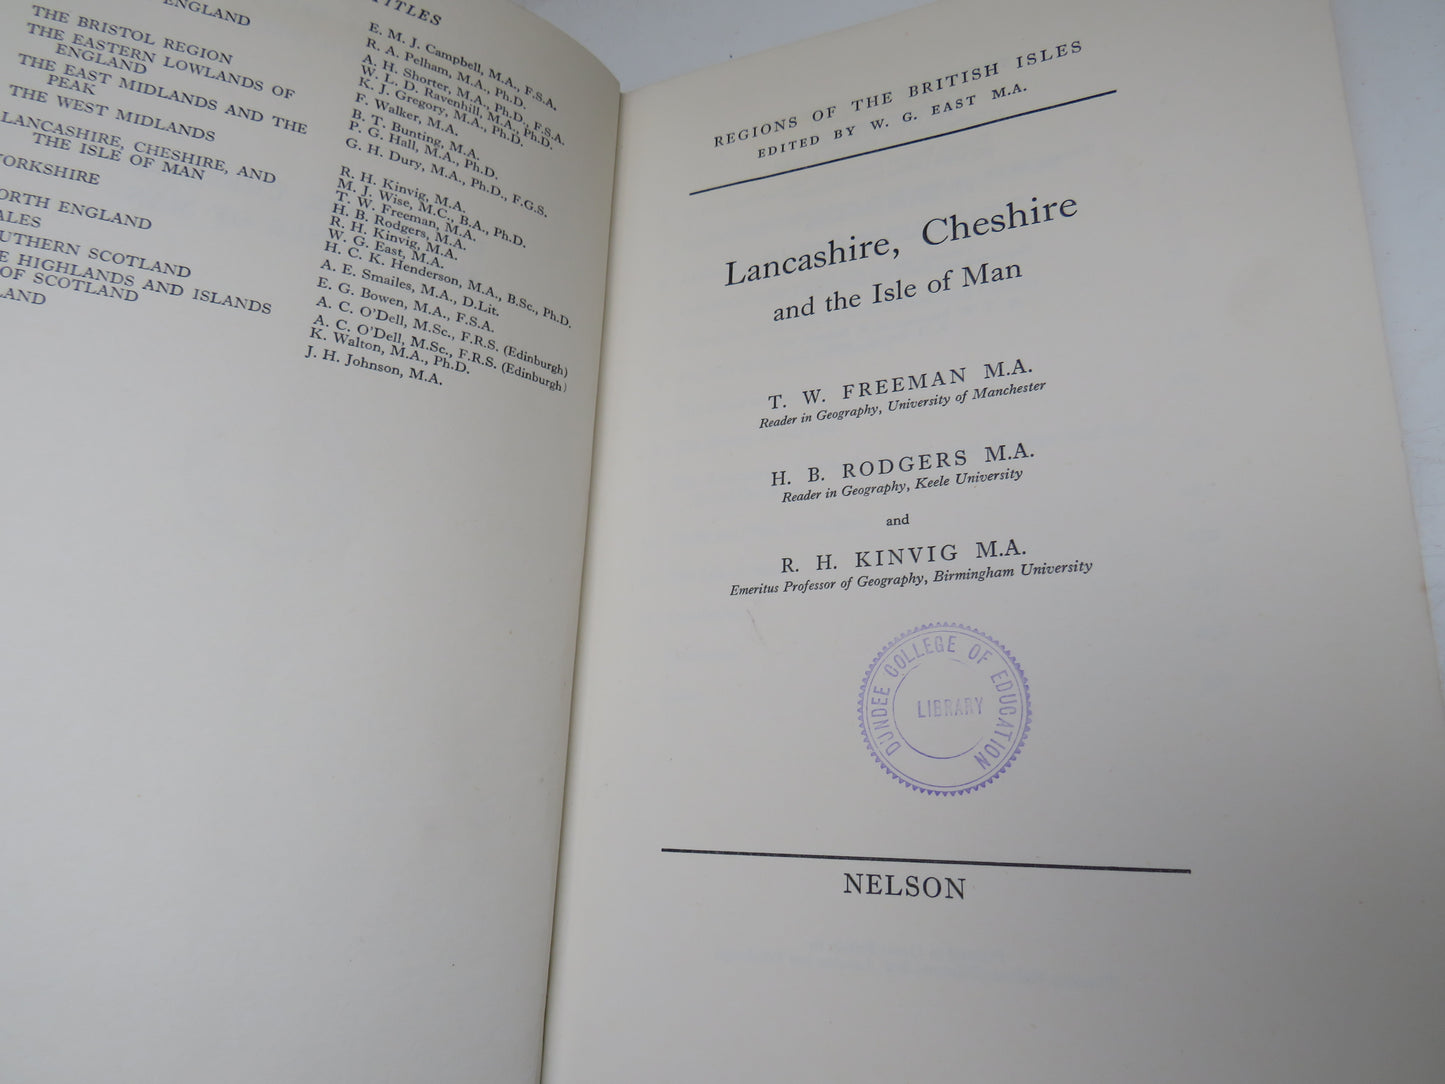 TITLES
ENGLAND
THE BRISTOL REGION
THE EASTERN LOWLANDS OF
ENGLAND
THE EAST MIDLANDS AND THE
PEAK
THE WEST MIDLANDS
LANCASHIRE, CHESHIRE, AND
THE ISLE OF MAN
YORKSHIRE
NORTH ENGLAND
WALES
SOUTHERN SCOTLAND
THE HIGHLANDS AND ISLANDS
OF SCOTLAND
E. M. J. Campbell, M.A., F.S.A.
R. A. Pelham, M.A., Ph.D.
A. H. Shorter, M.A., Ph.D., F.S.A.
W. L. D. Ravenhill, M.A., Ph.D.
K. J. Gregory, M.A., Ph.D.
F. Walker, M.A.
B. T. Bunting, M.A.
P. G. Hall, M.A., Ph.D.
G. H. Dury, M.A., Ph.D., F.G.S.
R. H. Kinvig, M.A.
M. J. Wise, M.C., B.A., Ph.D.
T. W. Freeman, M.A.
H. B. Rodgers, M.A.
R. H. Kinvig, M.A.
W. G. East, M.A.
H. C. K. Henderson, M.A., B.Sc., Ph.D.
A. E. Smailes, M.A., D.Lit.
E. G. Bowen, M.A., F.S.A.
A. C. O'Dell, M.Sc., F.R.S. (Edinburgh)
A. C. O'Dell, M.Sc., F.R.S. (Edinburgh)
K. Walton, M.A., Ph.D.
J. H. Johnson, M.A.
REGIONS OF THE BRITISH ISLES
EDITED BY W. G. EAST M.A.
Lancashire, Cheshire
and the Isle of Man
T. W. FREEMAN M.A.
Reader in Geography, University of Manchester
H. B. RODGERS M.A.
Reader in Geography, Keele University
and
R. H. KINVIG M.A.
Emeritus Professor of Geography, Birmingham University
DUNDEE COLLEGE OF EDUCATION
LIBRARY
NELSON